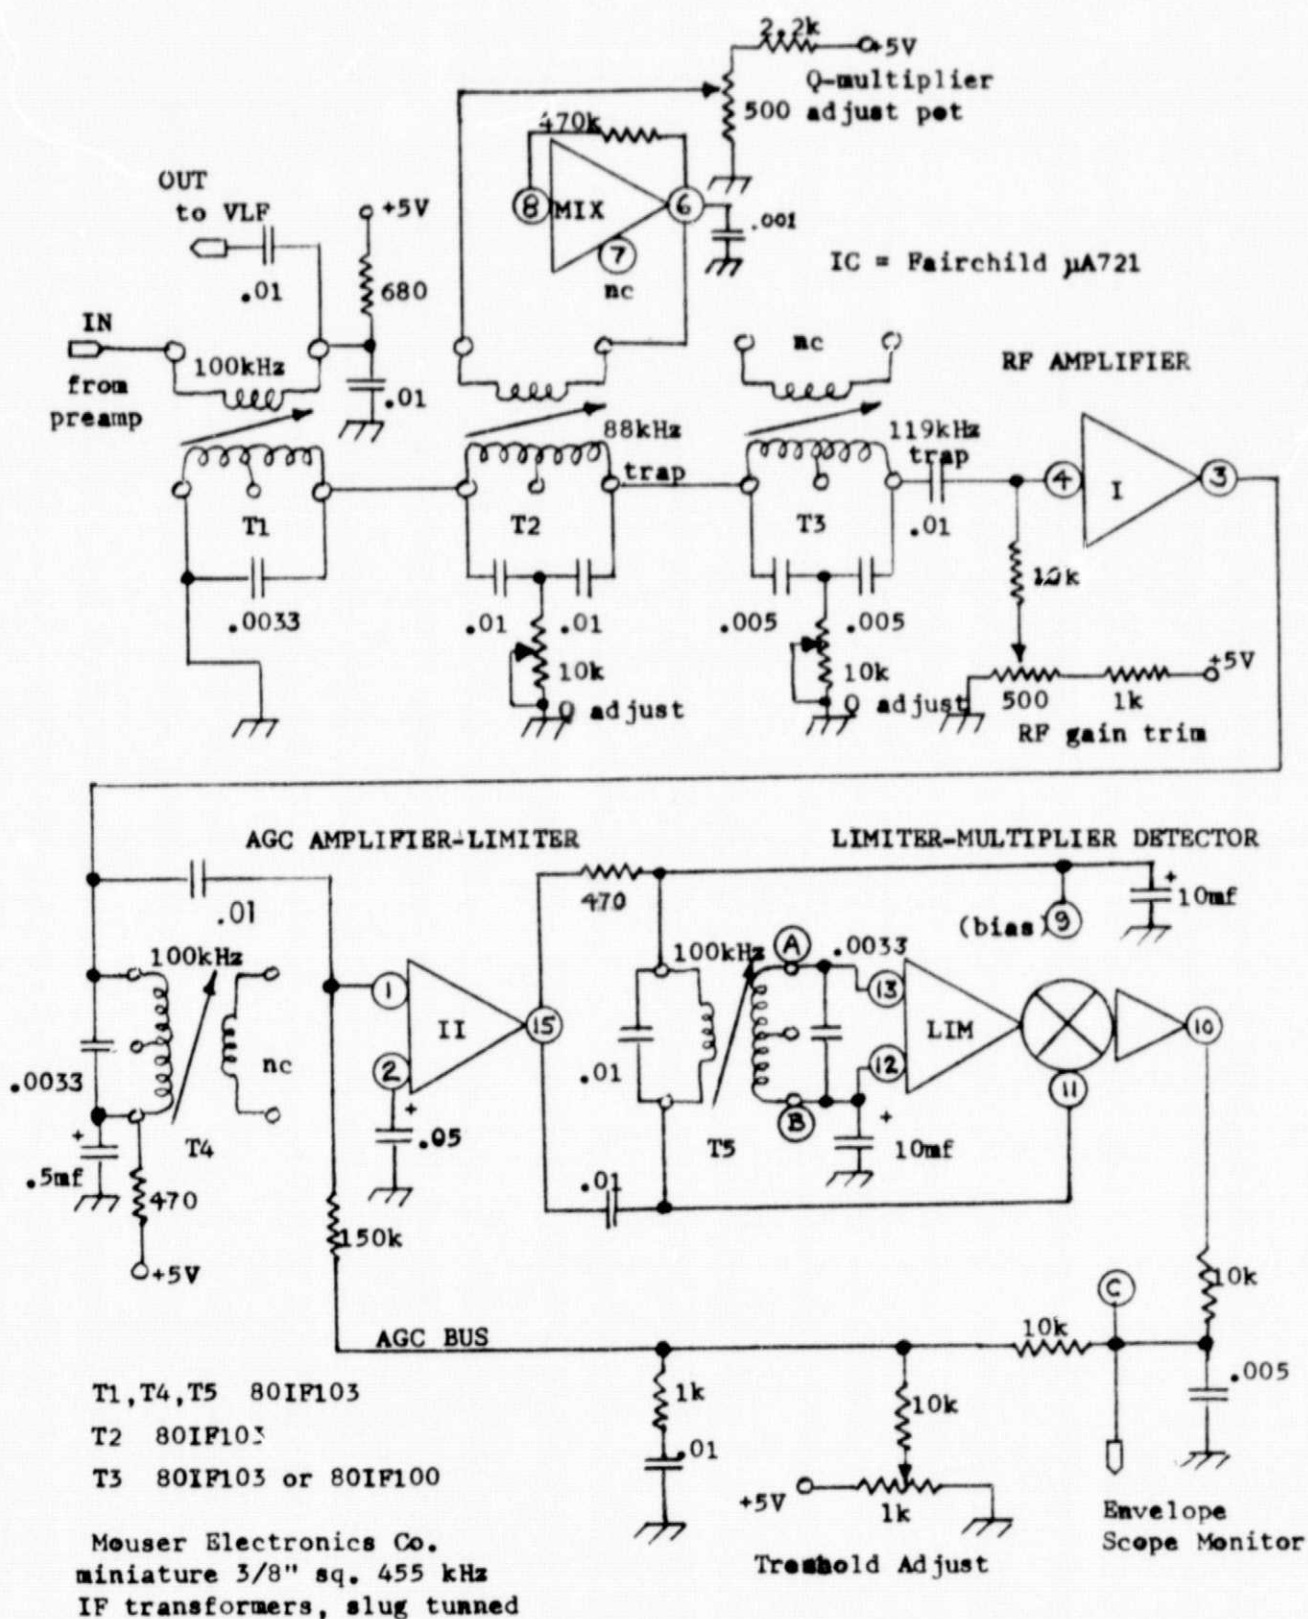 2.2k
+5V
Q-multiplier
500 adjust pot
470k
OUT
to VLF
+5V
8 MIX 6
.001
7
nc
IC = Fairchild µA721
.01
680
IN
100kHz
from
preamp
.01
nc
RF AMPLIFIER
88kHz
trap
119kHz
trap
4
I
3
T1
T2
T3
.01
10k
.0033
.01
.01
.005
.005
10k
Q adjust
10k
Q adjust
+5V
500
1k
RF gain trim
AGC AMPLIFIER-LIMITER
LIMITER-MULTIPLIER DETECTOR
.01
470
+
10mf
(bias) 9
100kHz
100kHz
A
.0033
1
II
15
13
LIM
10
nc
2
12
11
.0033
.01
B
+
+
+
.05
.5mf
T4
T5
10mf
470
.01
150k
+5V
C
10k
AGC BUS
10k
.005
T1,T4,T5 80IF103
1k
10k
T2 80IF103
.01
T3 80IF103 or 80IF100
+5V
1k
Envelope
Scope Monitor
Treshold Adjust
Mouser Electronics Co.
miniature 3/8" sq. 455 kHz
IF transformers, slug tunned